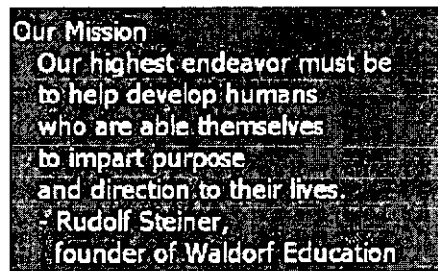 Our Mission
Our highest endeavor must be
to help develop humans
who are able themselves
to impart purpose
and direction to their lives.
- Rudolf Steiner,
founder of Waldorf Education